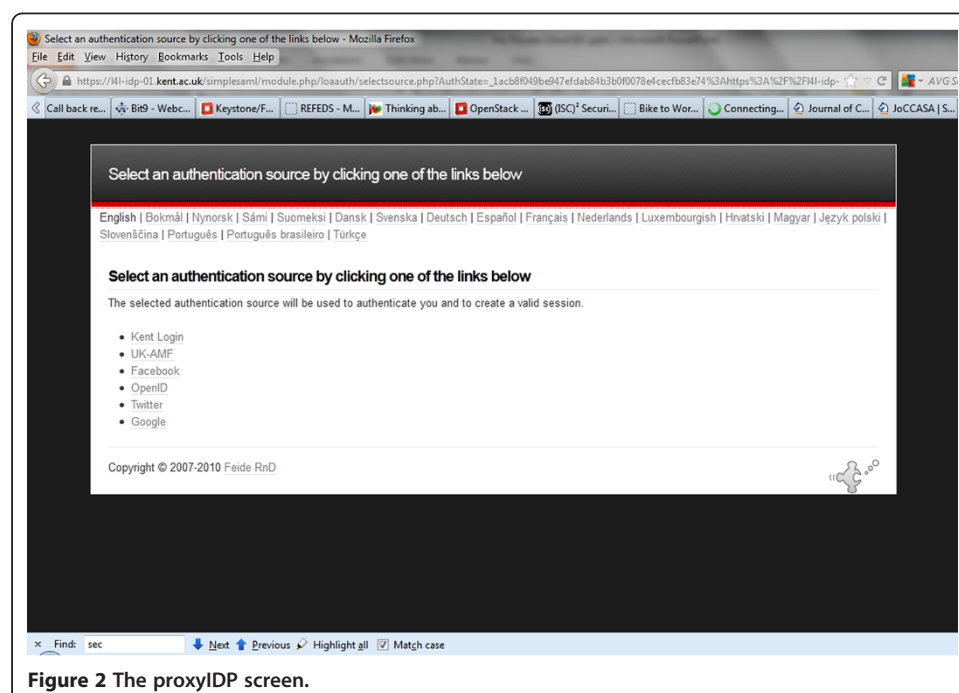 Select an authentication source by clicking one of the links below - Mozilla Firefox
File Edit View History Bookmarks Tools Help
https://l4l-idp-01.kent.ac.uk/simplesaml/module.php/loaauth/selectsource.php?AuthState=_1acb8f049be947efdab84b3b0f0078e4cecfb83e74%3Ahttps%3A%2F%2Fl4l-idp- AVG S
Call back re... Bit9 - Webc... Keystone/F... REFEDS - M... Thinking ab... OpenStack ... (ISC)² Securi... Bike to Wor... Connecting... Journal of C... JoCCASA | S...
Select an authentication source by clicking one of the links below
English | Bokmål | Nynorsk | Sámi | Suomeksi | Dansk | Svenska | Deutsch | Español | Français | Nederlands | Luxembourgish | Hrvatski | Magyar | Język polski |
Slovenščina | Português | Português brasileiro | Türkçe
Select an authentication source by clicking one of the links below
The selected authentication source will be used to authenticate you and to create a valid session.
• Kent Login
• UK-AMF
• Facebook
• OpenID
• Twitter
• Google
Copyright © 2007-2010 Feide RnD
× Find: sec Next Previous Highlight all Match case
Figure 2 The proxyIDP screen.